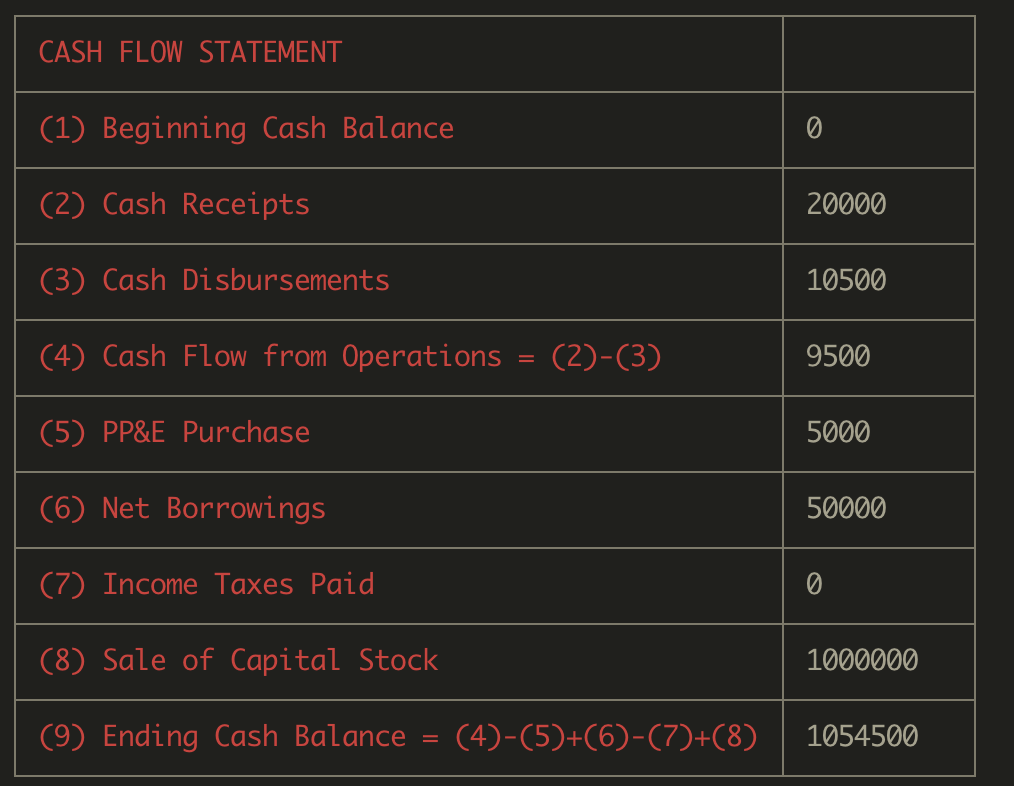 CASH FLOW STATEMENT
(1) Beginning Cash Balance 0
(2) Cash Receipts 20000
(3) Cash Disbursements 10500
(4) Cash Flow from Operations = (2)-(3) 9500
(5) PP&E Purchase 5000
(6) Net Borrowings 50000
(7) Income Taxes Paid 0
(8) Sale of Capital Stock 1000000
(9) Ending Cash Balance = (4)-(5)+(6)-(7)+(8) 1054500